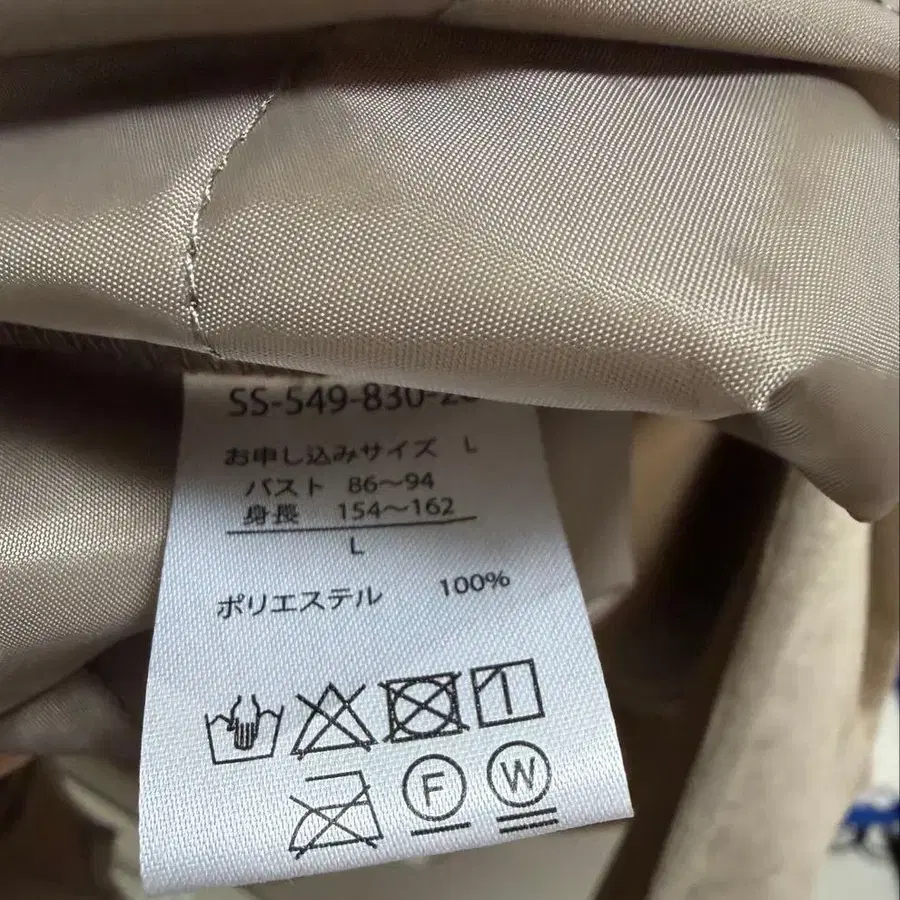 SS-549-830-2
お申し込みサイズ L
バスト 86～94
身長 154～162
L
ポリエステル 100%
F W